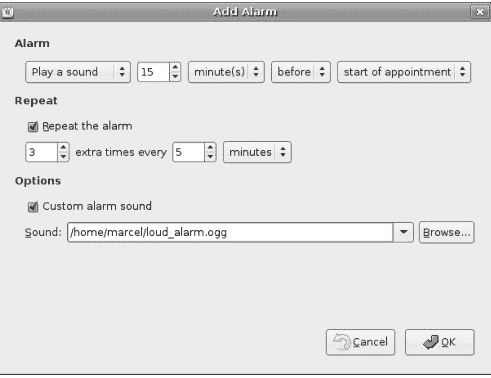 Add Alarm
Alarm
Play a sound 15 minute(s) before start of appointment
Repeat
Repeat the alarm
3 extra times every 5 minutes
Options
Custom alarm sound
Sound: /home/marcel/loud_alarm.ogg Browse...
Cancel OK